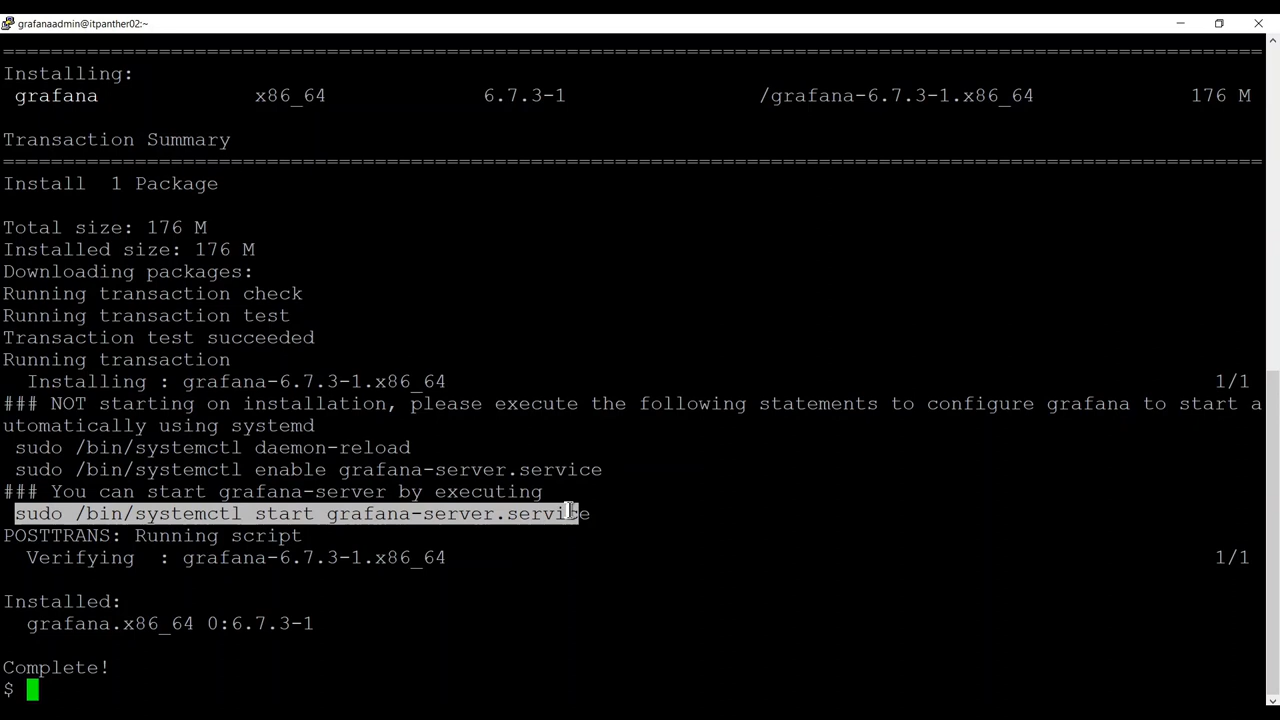 grafanaadmin@itpanther02:~
================================================================================
Installing:
grafana x86_64 6.7.3-1 /grafana-6.7.3-1.x86_64 176 M
Transaction Summary
================================================================================
Install 1 Package
Total size: 176 M
Installed size: 176 M
Downloading packages:
Running transaction check
Running transaction test
Transaction test succeeded
Running transaction
Installing : grafana-6.7.3-1.x86_64 1/1
### NOT starting on installation, please execute the following statements to configure grafana to start a
utomatically using systemd
sudo /bin/systemctl daemon-reload
sudo /bin/systemctl enable grafana-server.service
### You can start grafana-server by executing
sudo /bin/systemctl start grafana-server.service
POSTTRANS: Running script
Verifying : grafana-6.7.3-1.x86_64 1/1
Installed:
grafana.x86_64 0:6.7.3-1
Complete!
$